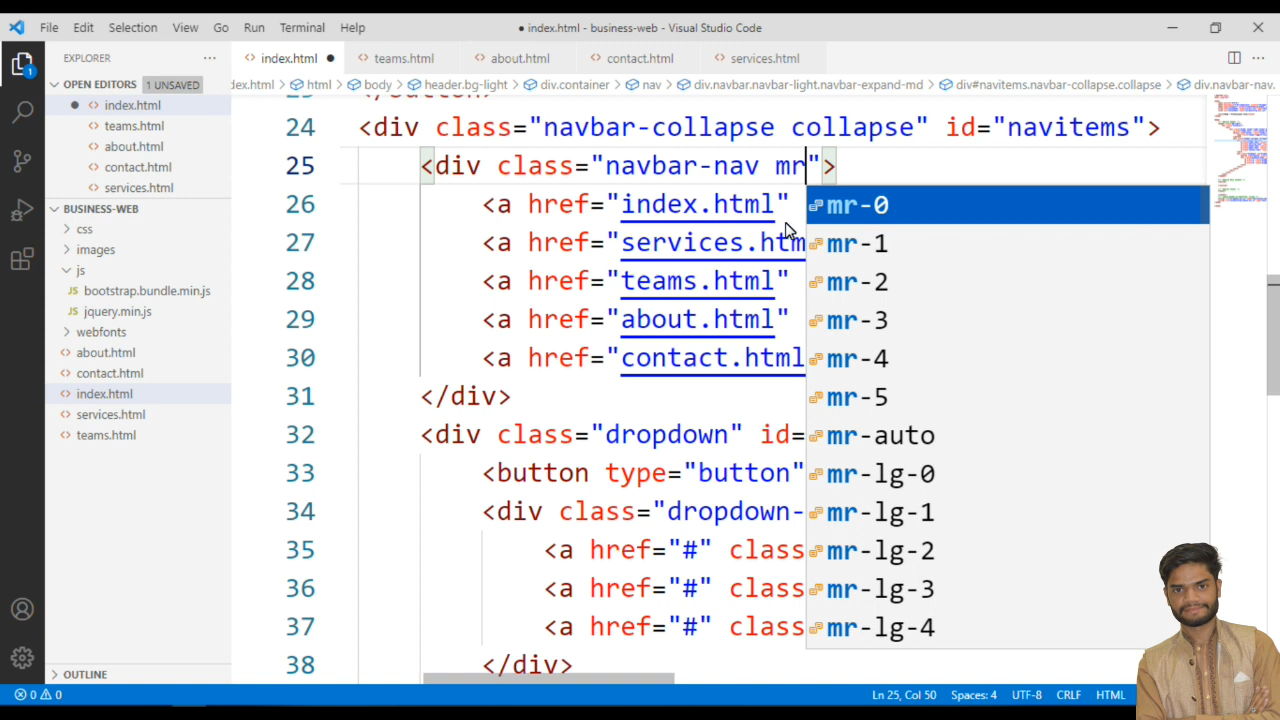 File Edit Selection View Go Run Terminal Help
● index.html - business-web - Visual Studio Code
EXPLORER
index.html
teams.html
about.html
contact.html
services.html
OPEN EDITORS 1 UNSAVED
index.html
teams.html
about.html
contact.html
services.html
BUSINESS-WEB
css
images
js
JS bootstrap.bundle.min.js
JS jquery.min.js
webfonts
about.html
contact.html
index.html
services.html
teams.html
OUTLINE
dex.html > html > body > header.bg-light > div.container > nav > div.navbar.navbar-light.navbar-expand-md > div#navitems.navbar-collapse.collapse > div.navbar-nav.
24 <div class="navbar-collapse collapse" id="navitems">
25 <div class="navbar-nav mr">
26 <a href="index.html"
27 <a href="services.htm
28 <a href="teams.html"
29 <a href="about.html"
30 <a href="contact.html
31 </div>
32 <div class="dropdown" id=
33 <button type="button"
34 <div class="dropdown-
35 <a href="#" class
36 <a href="#" class
37 <a href="#" class
38 </div>
mr-0
mr-1
mr-2
mr-3
mr-4
mr-5
mr-auto
mr-lg-0
mr-lg-1
mr-lg-2
mr-lg-3
mr-lg-4
0 0
Ln 25, Col 50 Spaces: 4 UTF-8 CRLF HTML